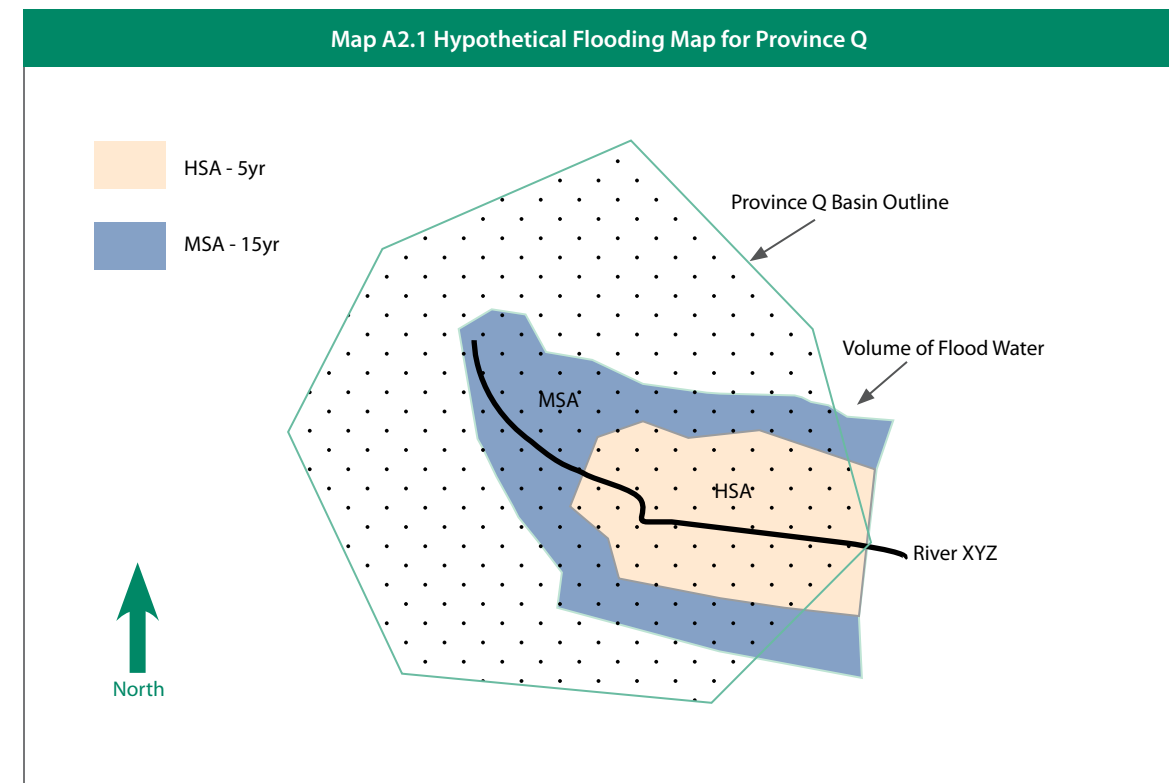 Map A2.1 Hypothetical Flooding Map for Province Q
HSA - 5yr
MSA - 15yr
Province Q Basin Outline
Volume of Flood Water
MSA
HSA
River XYZ
North